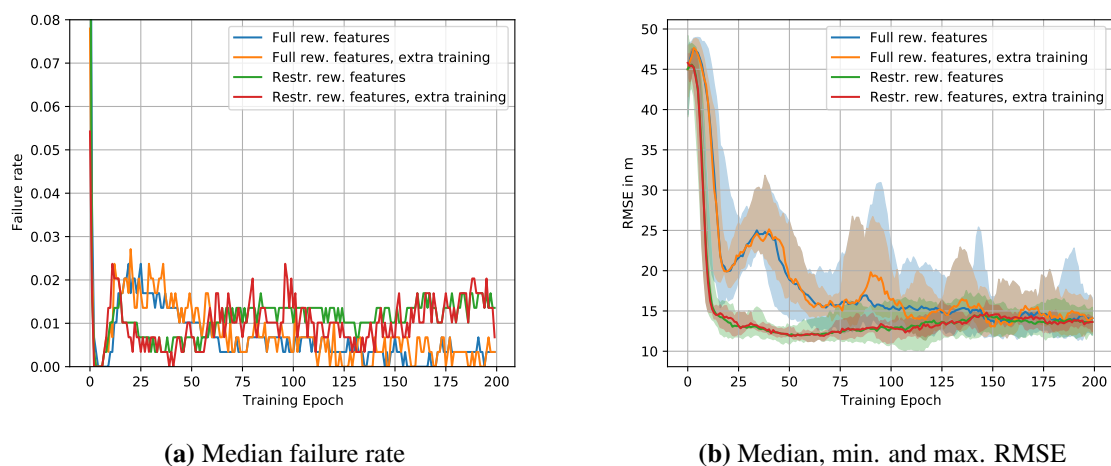 0.08
0.07
0.06
0.05
0.04
0.03
0.02
0.01
0.00
Failure rate
Full rew. features
Full rew. features, extra training
Restr. rew. features
Restr. rew. features, extra training
0 25 50 75 100 125 150 175 200
Training Epoch
(a) Median failure rate
50
45
40
35
30
25
20
15
10
RMSE in m
Full rew. features
Full rew. features, extra training
Restr. rew. features
Restr. rew. features, extra training
0 25 50 75 100 125 150 175 200
Training Epoch
(b) Median, min. and max. RMSE